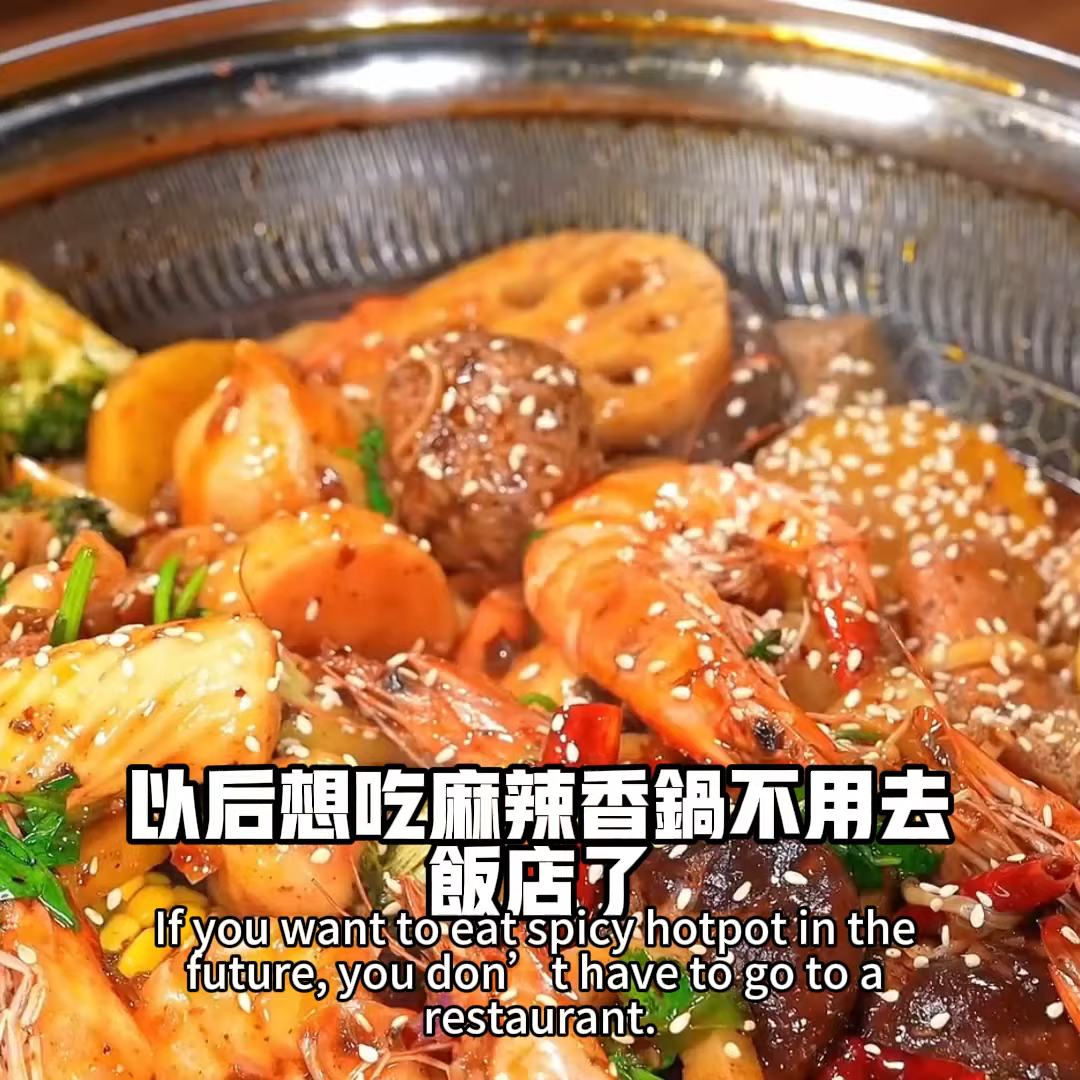 以后想吃麻辣香鍋不用去
飯店了
If you want to eat spicy hotpot in the
future, you don’t have to go to a
restaurant.